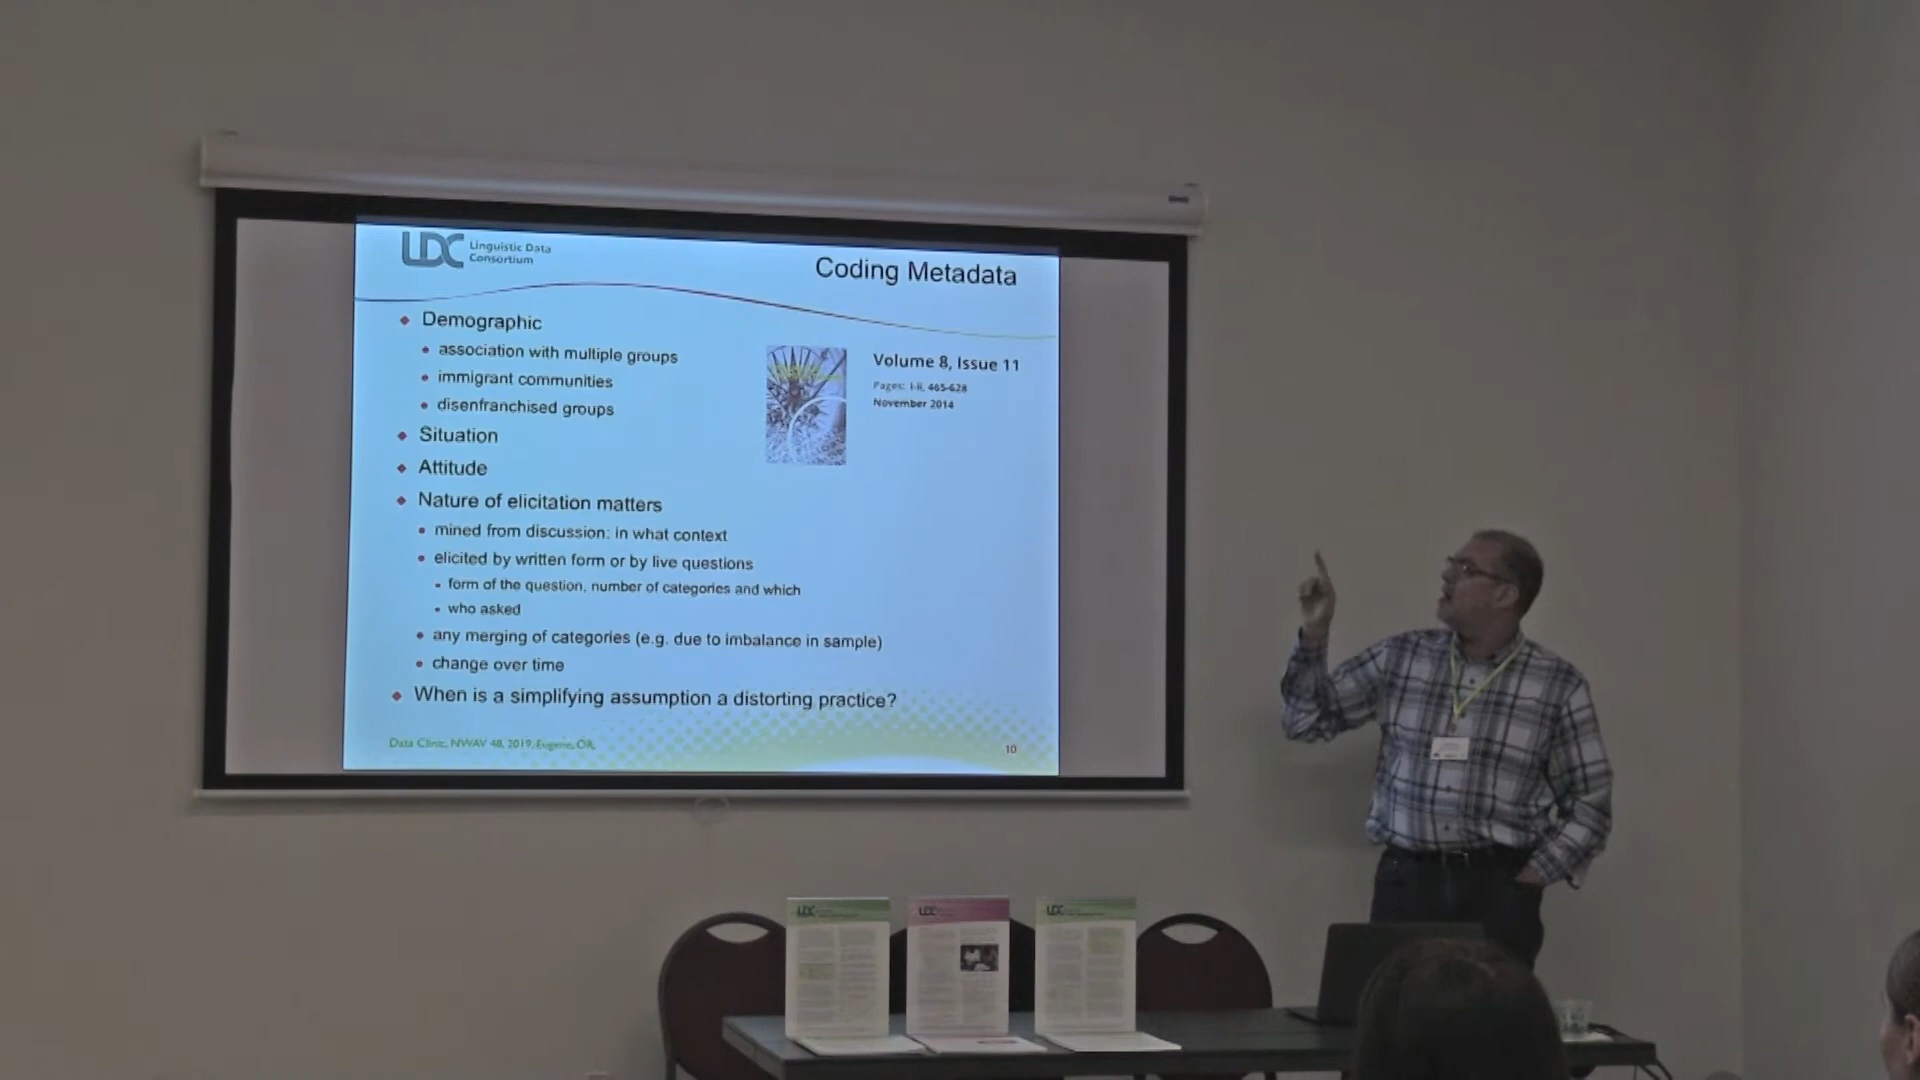 LDC Linguistic Data
Consortium
Coding Metadata
Demographic
association with multiple groups
immigrant communities
disenfranchised groups
Situation
Attitude
Nature of elicitation matters
mined from discussion: in what context
elicited by written form or by live questions
form of the question, number of categories and which
who asked
any merging of categories (e.g. due to imbalance in sample)
change over time
When is a simplifying assumption a distorting practice?
Volume 8, Issue 11
Pages: i-ii, 465-628
November 2014
Data Clinic, NWAV 48, 2019, Eugene, OR,
10
LDC
LDC
LDC